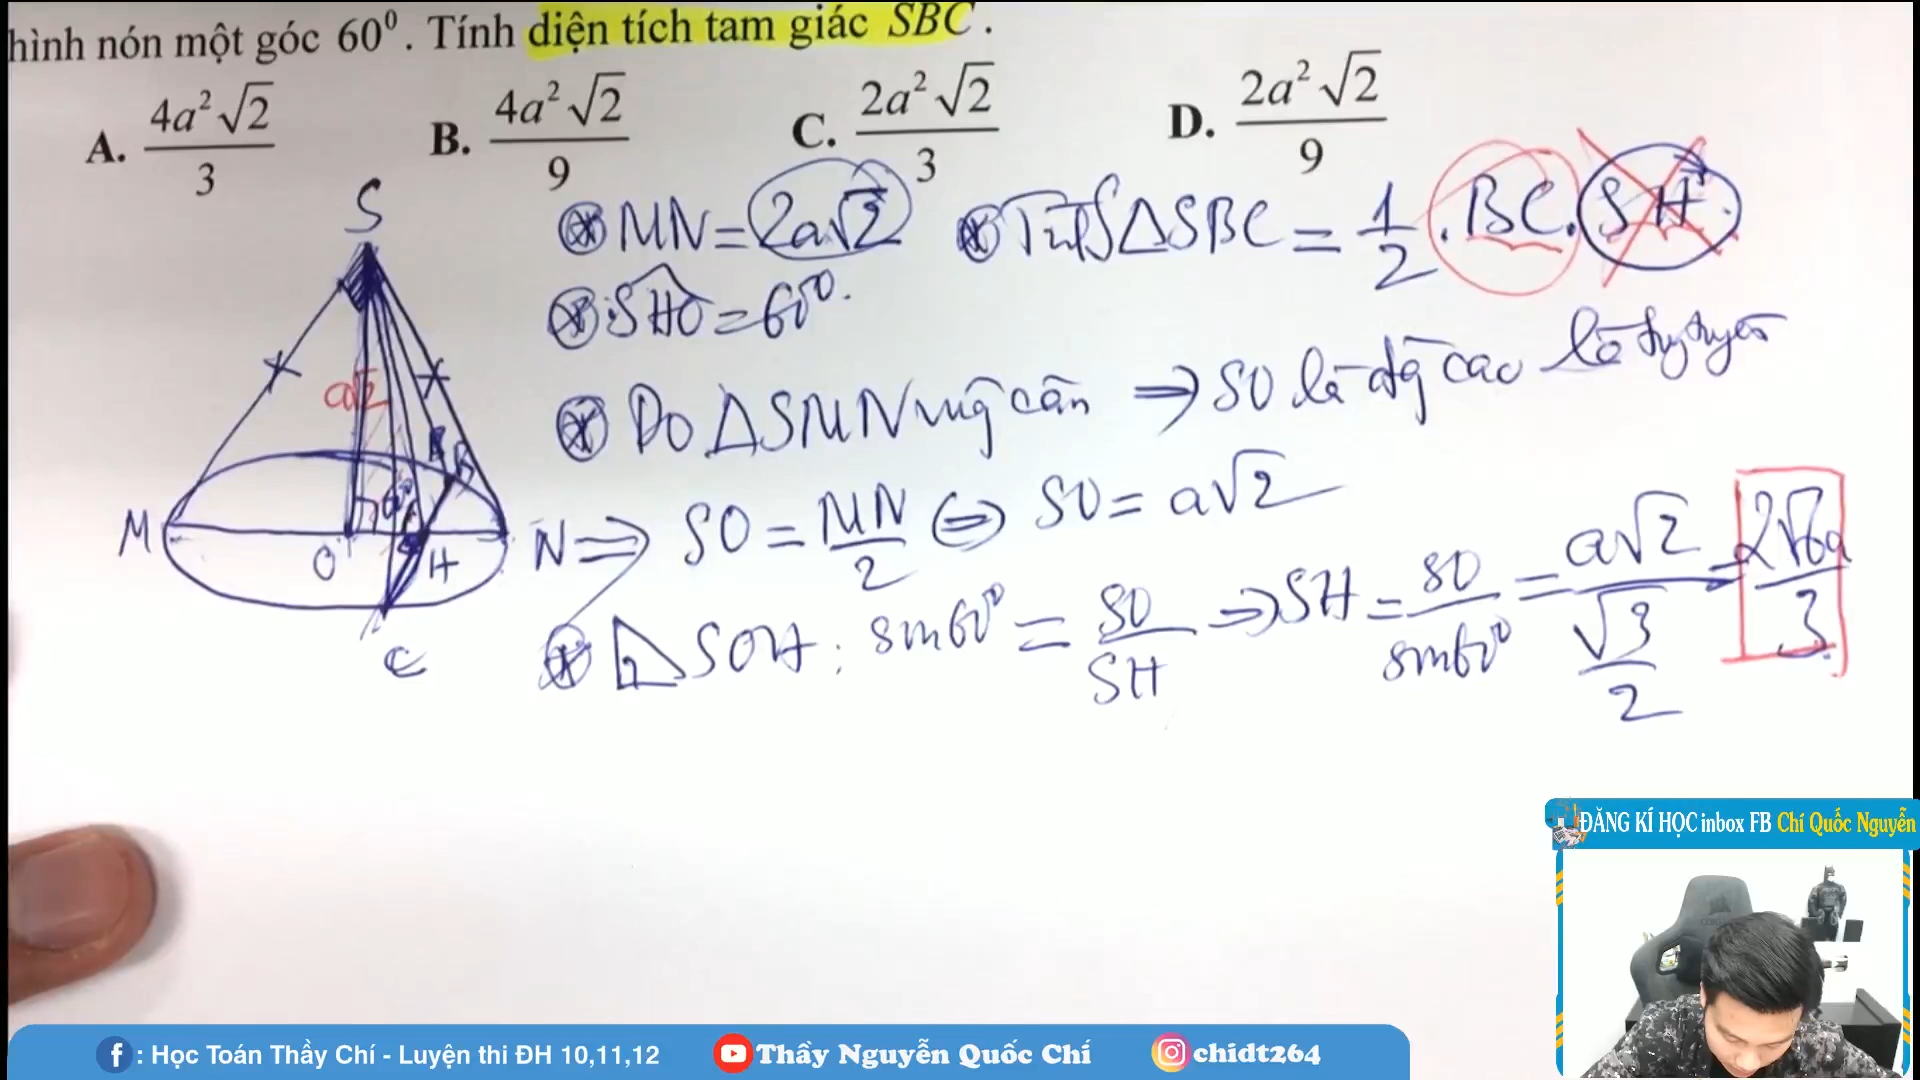 hình nón một góc 60⁰. Tính diện tích tam giác SBC.
A. 4a²√2/3 B. 4a²√2/9 C. 2a²√2/3 D. 2a²√2/9
S
⊛ MN = 2a√2 ⊛ S△SBC = 1/2 . BC . SH
⊛ SHO = 60⁰.
a√2
⊛ Do △SMN cân ⇒ SO là cao là
B
60⁰
M O H N
C
⇒ SO = MN/2 ⇔ SO = a√2
⊛ SOH : sin60⁰ = SO/SH ⇒ SH = SO/sin60⁰ = a√2/(√3/2) = 2√6a/3
ĐĂNG KÍ HỌC inbox FB Chí Quốc Nguyễn
f : Học Toán Thầy Chí - Luyện thi ĐH 10,11,12 Thầy Nguyễn Quốc Chí chidt264